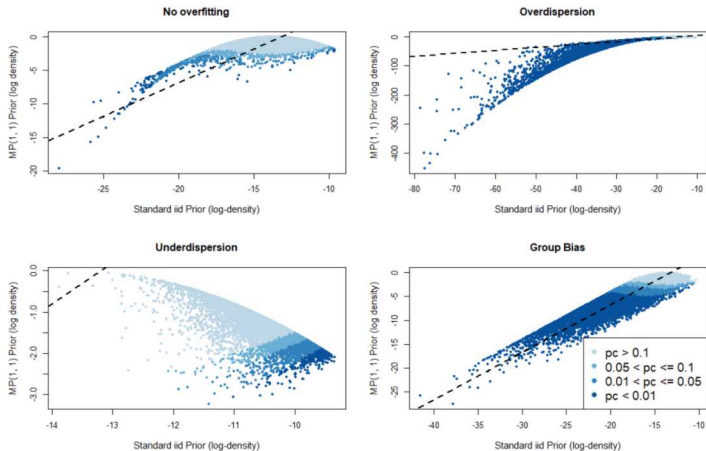 No overfitting
MP(1, 1) Prior (log density)
0
-5
-10
-15
-20
-25 -20 -15 -10
Standard iid Prior (log-density)
Overdispersion
MP(1, 1) Prior (log density)
0
-100
-200
-300
-400
-80 -70 -60 -50 -40 -30 -20 -10
Standard iid Prior (log-density)
Underdispersion
MP(1, 1) Prior (log density)
0.0
-1.0
-2.0
-3.0
-14 -13 -12 -11 -10
Standard iid Prior (log-density)
Group Bias
MP(1, 1) Prior (log density)
0
-5
-10
-15
-20
-25
-40 -35 -30 -25 -20 -15 -10
Standard iid Prior (log-density)
pc > 0.1
0.05 < pc <= 0.1
0.01 < pc <= 0.05
pc < 0.01